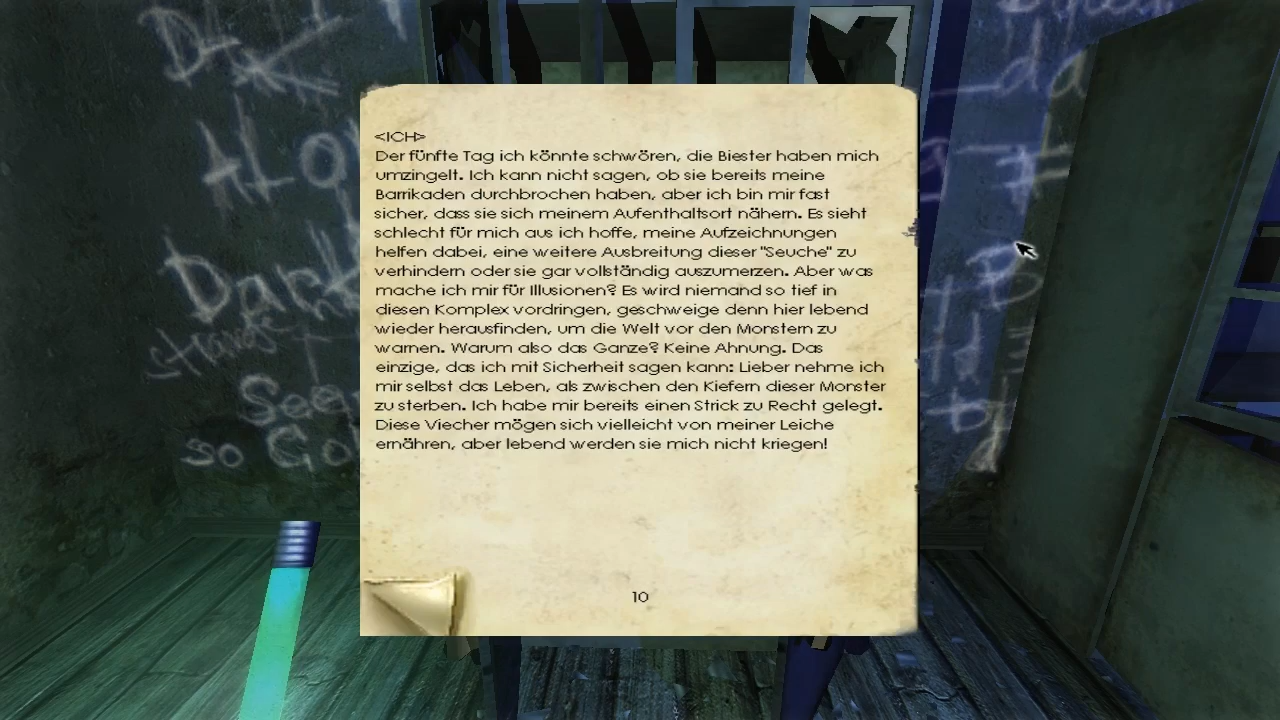 Dark
so
<ICH>
Der fünfte Tag ich könnte schwören, die Biester haben mich
umzingelt. Ich kann nicht sagen, ob sie bereits meine
Barrikaden durchbrochen haben, aber ich bin mir fast
sicher, dass sie sich meinem Aufenthaltsort nähern. Es sieht
schlecht für mich aus ich hoffe, meine Aufzeichnungen
helfen dabei, eine weitere Ausbreitung dieser "Seuche" zu
verhindern oder sie gar vollständig auszumerzen. Aber was
mache ich mir für Illusionen? Es wird niemand so tief in
diesen Komplex vordringen, geschweige denn hier lebend
wieder herausfinden, um die Welt vor den Monstern zu
warnen. Warum also das Ganze? Keine Ahnung. Das
einzige, das ich mit Sicherheit sagen kann: Lieber nehme ich
mir selbst das Leben, als zwischen den Kiefern dieser Monster
zu sterben. Ich habe mir bereits einen Strick zu Recht gelegt.
Diese Viecher mögen sich vielleicht von meiner Leiche
ernähren, aber lebend werden sie mich nicht kriegen!
10